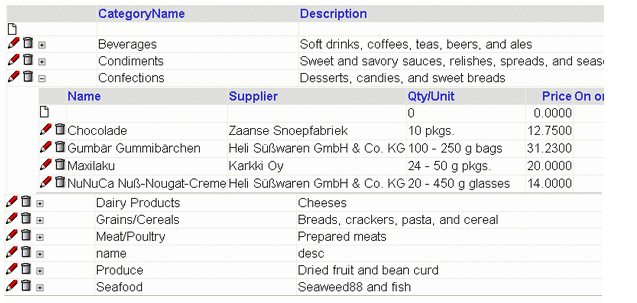 CategoryName Description
Beverages Soft drinks, coffees, teas, beers, and ales
Condiments Sweet and savory sauces, relishes, spreads, and seas
Confections Desserts, candies, and sweet breads
Name Supplier Qty/Unit Price On or
0 0.0000
Chocolade Zaanse Snoepfabriek 10 pkgs. 12.7500
Gumbär Gummibärchen Heli Süßwaren GmbH & Co. KG 100 - 250 g bags 31.2300
Maxilaku Karkki Oy 24 - 50 g pkgs. 20.0000
NuNuCa Nuß-Nougat-Creme Heli Süßwaren GmbH & Co. KG 20 - 450 g glasses 14.0000
Dairy Products Cheeses
Grains/Cereals Breads, crackers, pasta, and cereal
Meat/Poultry Prepared meats
name desc
Produce Dried fruit and bean curd
Seafood Seaweed88 and fish